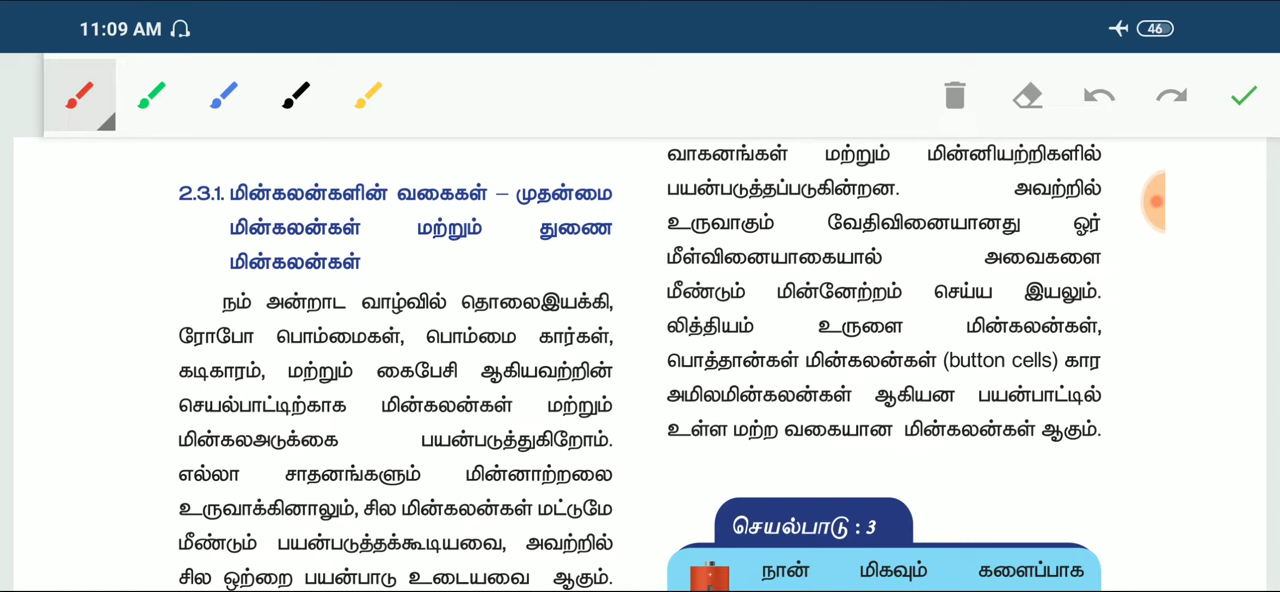 11:09 AM
46
2.3.1. மின்கலன்களின் வகைகள் – முதன்மை
மின்கலன்கள் மற்றும் துணை
மின்கலன்கள்
நம் அன்றாட வாழ்வில் தொலைஇயக்கி,
ரோபோ பொம்மைகள், பொம்மை கார்கள்,
கடிகாரம், மற்றும் கைபேசி ஆகியவற்றின்
செயல்பாட்டிற்காக மின்கலன்கள் மற்றும்
மின்கலஅடுக்கை பயன்படுத்துகிறோம்.
எல்லா சாதனங்களும் மின்னாற்றலை
உருவாக்கினாலும், சில மின்கலன்கள் மட்டுமே
மீண்டும் பயன்படுத்தக்கூடியவை, அவற்றில்
சில ஒற்றை பயன்பாடு உடையவை ஆகும்.
வாகனங்கள் மற்றும் மின்னியற்றிகளில்
பயன்படுத்தப்படுகின்றன. அவற்றில்
உருவாகும் வேதிவினையானது ஓர்
மீள்வினையாகையால் அவைகளை
மீண்டும் மின்னேற்றம் செய்ய இயலும்.
லித்தியம் உருளை மின்கலன்கள்,
பொத்தான்கள் மின்கலன்கள் (button cells) கார
அமிலமின்கலன்கள் ஆகியன பயன்பாட்டில்
உள்ள மற்ற வகையான மின்கலன்கள் ஆகும்.
செயல்பாடு : 3
நான் மிகவும் களைப்பாக